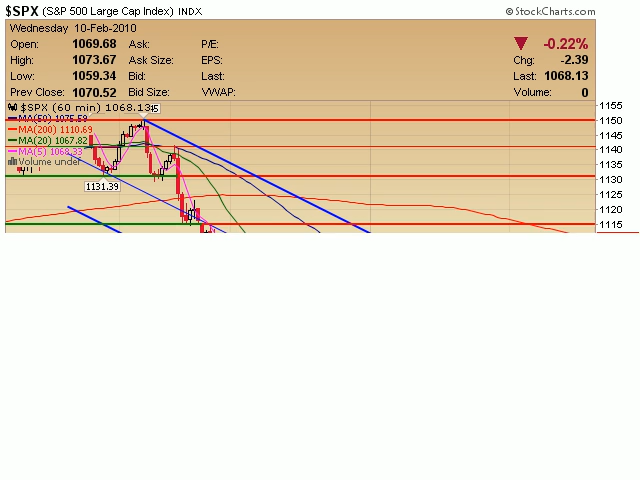 $SPX (S&P 500 Large Cap Index) INDX
© StockCharts.com
Wednesday 10-Feb-2010
Open: 1069.68 Ask: P/E: -0.22%
High: 1073.67 Ask Size: EPS: Chg: -2.39
Low: 1059.34 Bid: Last: Last: 1068.13
Prev Close: 1070.52 Bid Size: VWAP: Volume: 0
$SPX (60 min) 1068.13
MA(50) 1075.59
MA(200) 1110.69
MA(20) 1067.82
MA(5) 1068.33
Volume under
1131.39
1155
1150
1145
1140
1135
1130
1125
1120
1115